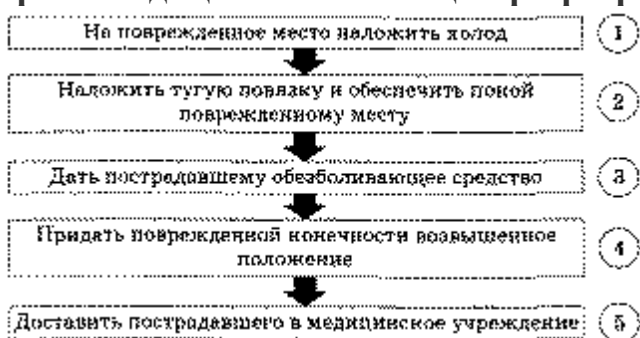 На поврежденное место наложить холод
1
Наложить тугую повязку и обеспечить покой
поврежденному месту
2
Дать пострадавшему обезболивающее средство
3
Придать поврежденной конечности возвышенное
положение
4
Доставить пострадавшего в медицинское учреждение
5